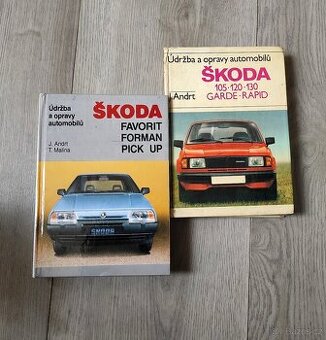 Údržba a opravy
automobilů
ŠKODA
FAVORIT
FORMAN
PICK UP
J. Andrt
T. Malina
ŠKODA
Údržba a opravy automobilů
ŠKODA
105·120·130
GARDE·RAPID
J. Andrt